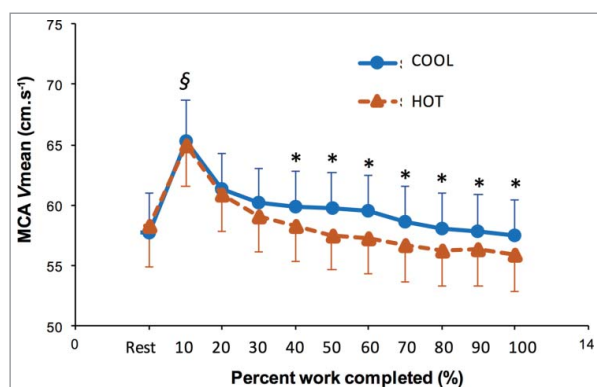 75
70
65
60
55
50
MCA Vmean (cm.s-¹)
§
* * * * * * *
COOL
HOT
0 Rest 10 20 30 40 50 60 70 80 90 100 14
Percent work completed (%)